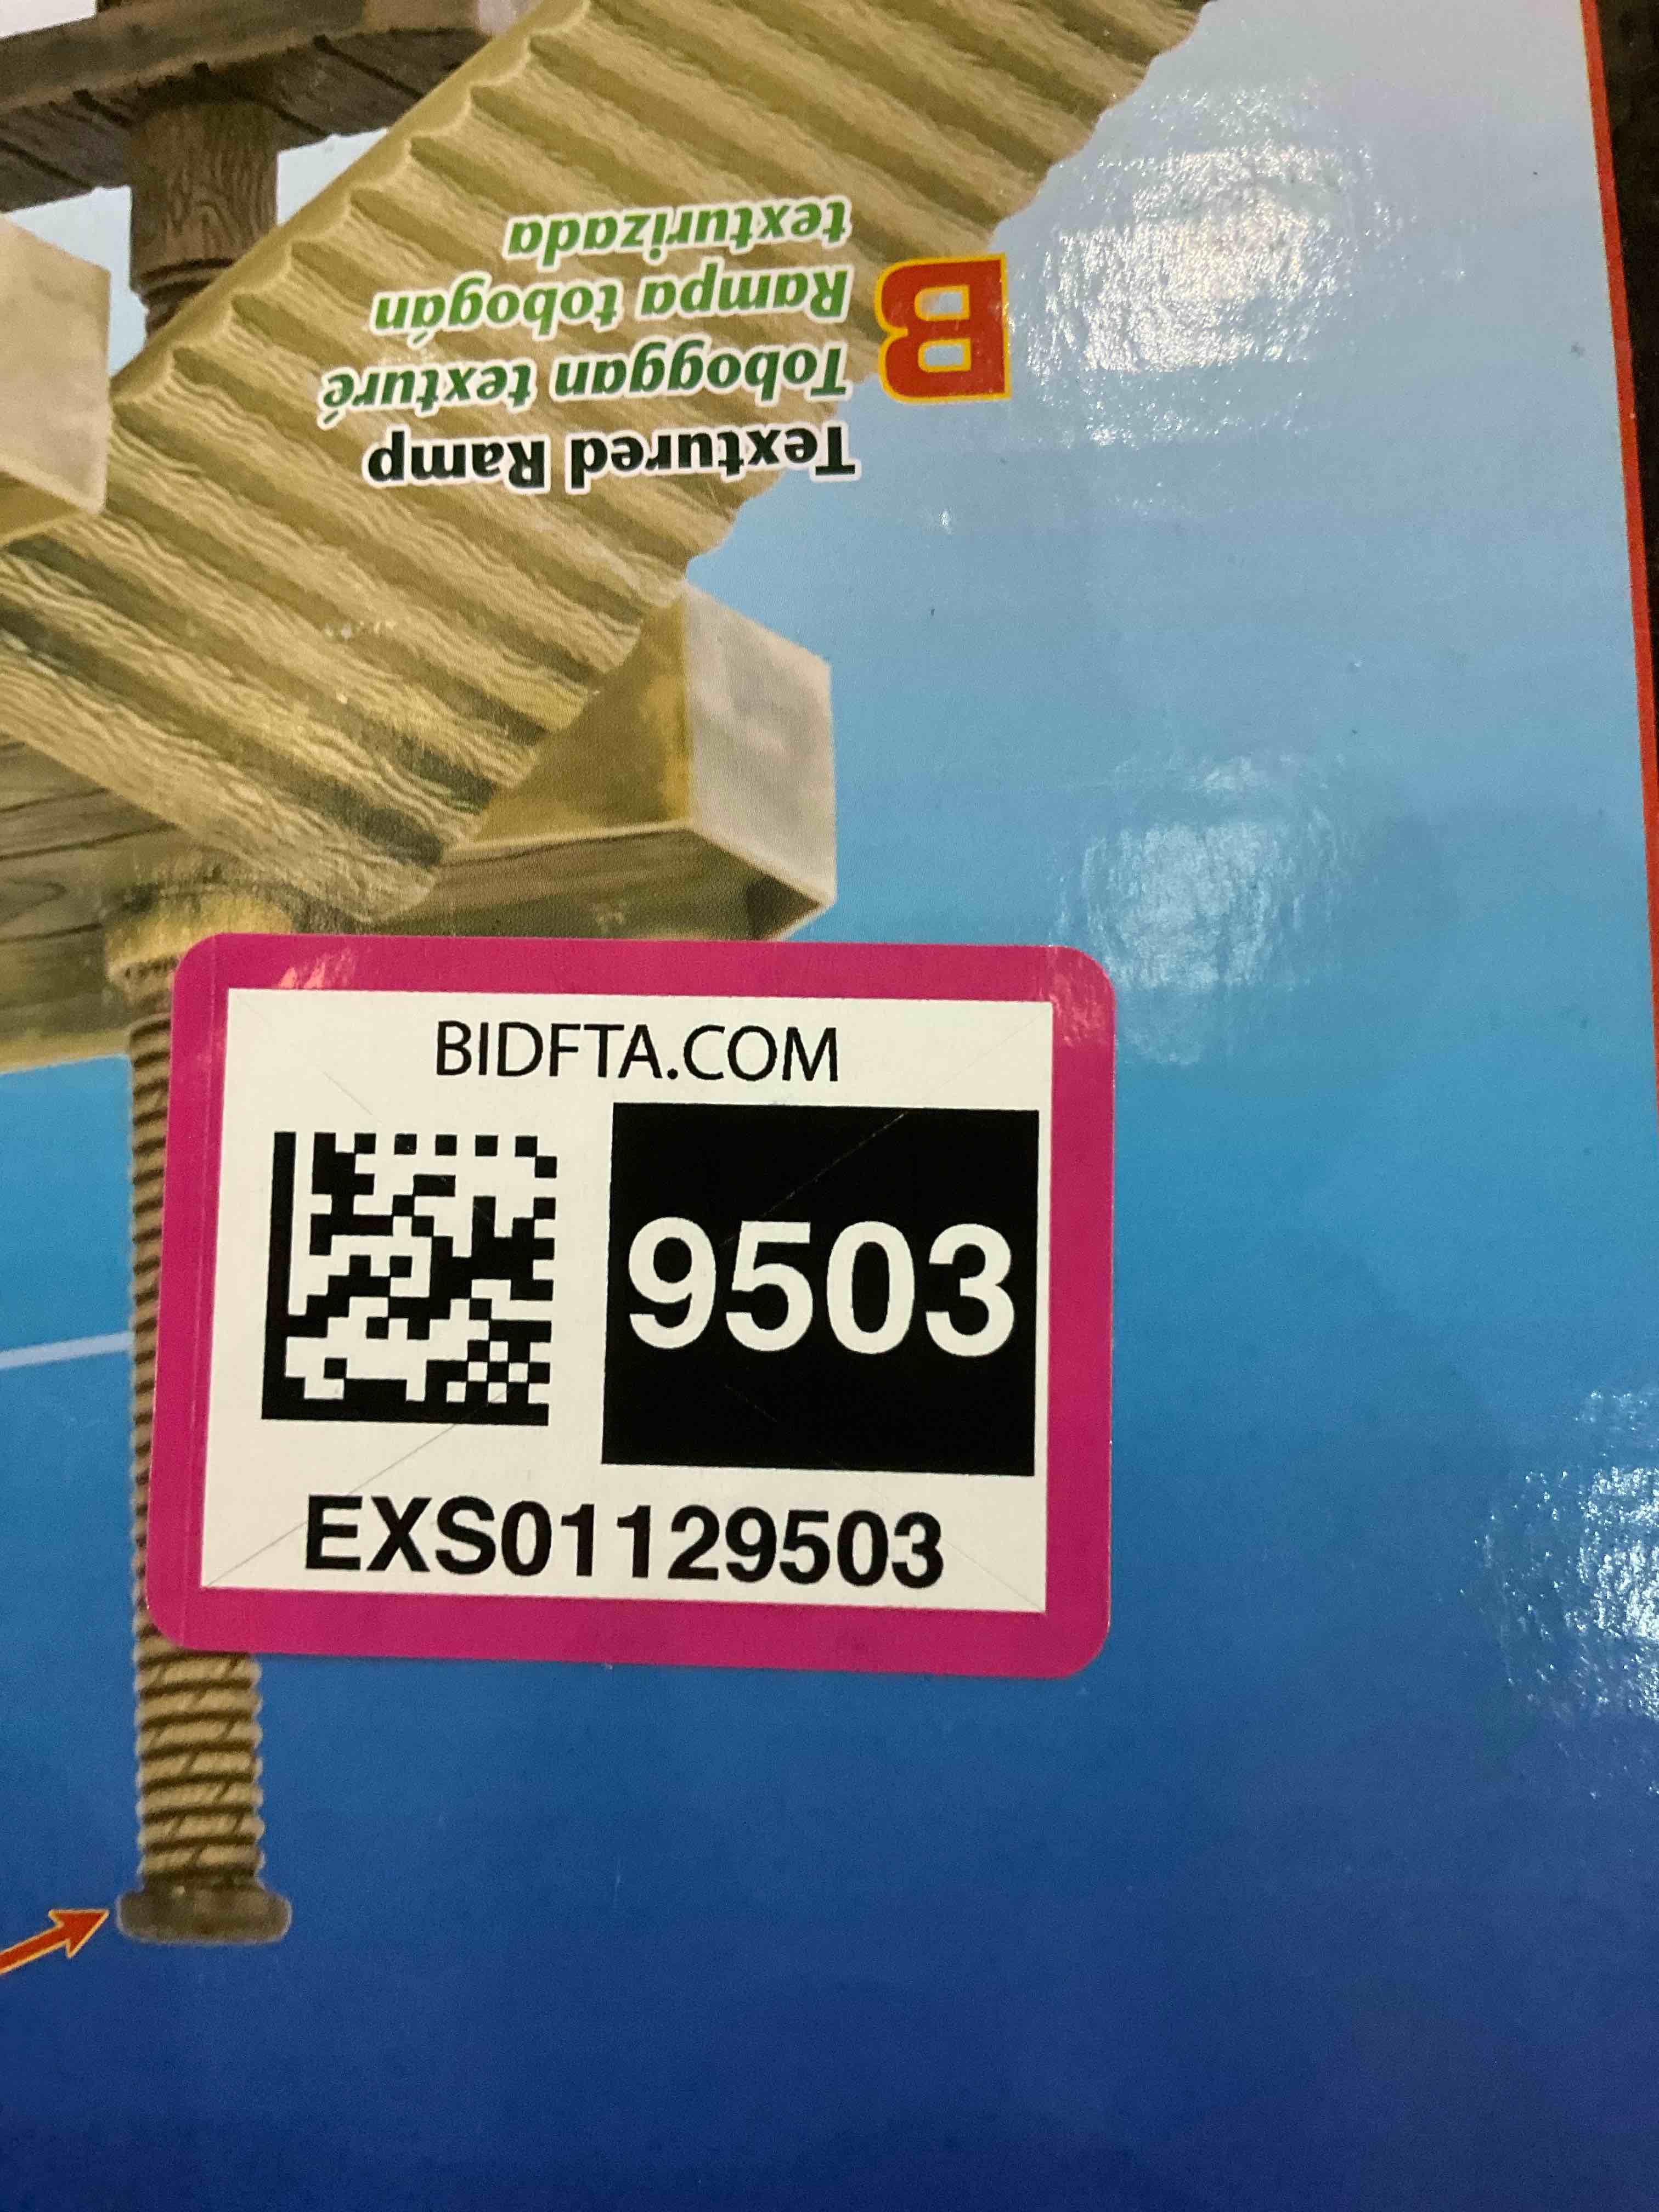 B
Textured Ramp
Toboggan texturé
Rampa tobogán
texturizada
BIDFTA.COM
9503
EXS01129503